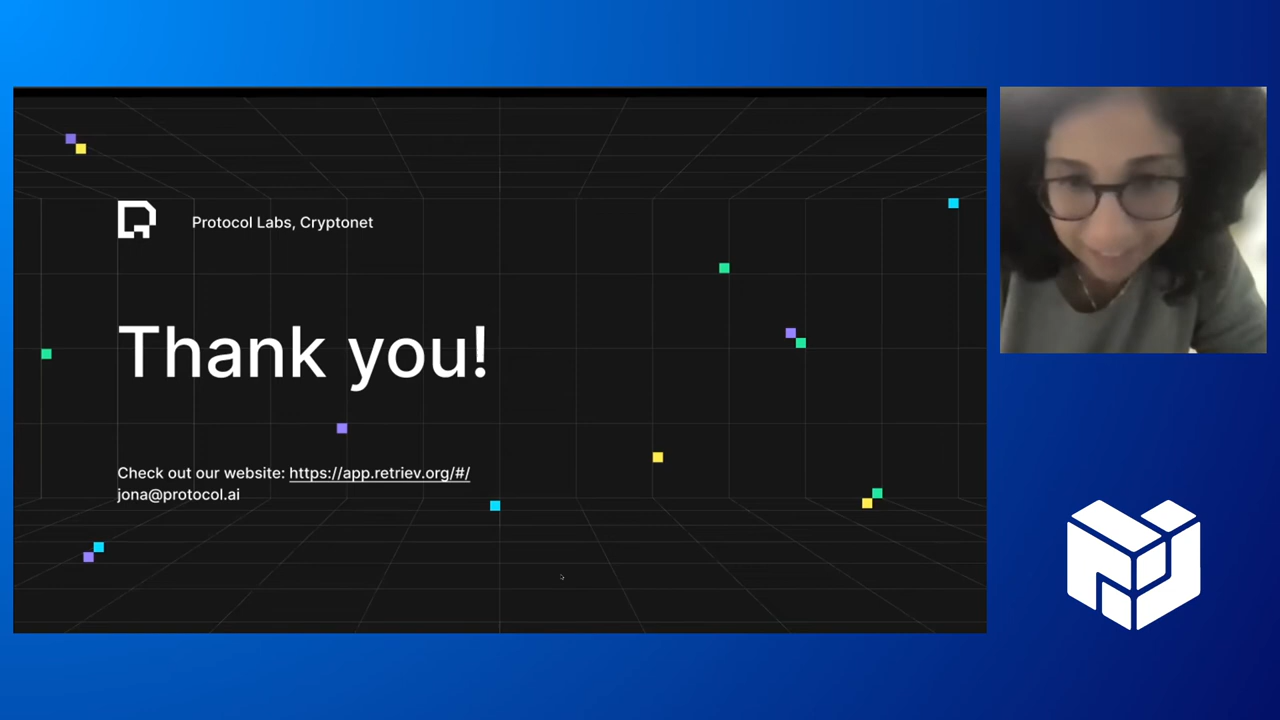 Protocol Labs, Cryptonet
Thank you!
Check out our website: https://app.retriev.org/#/
jona@protocol.ai